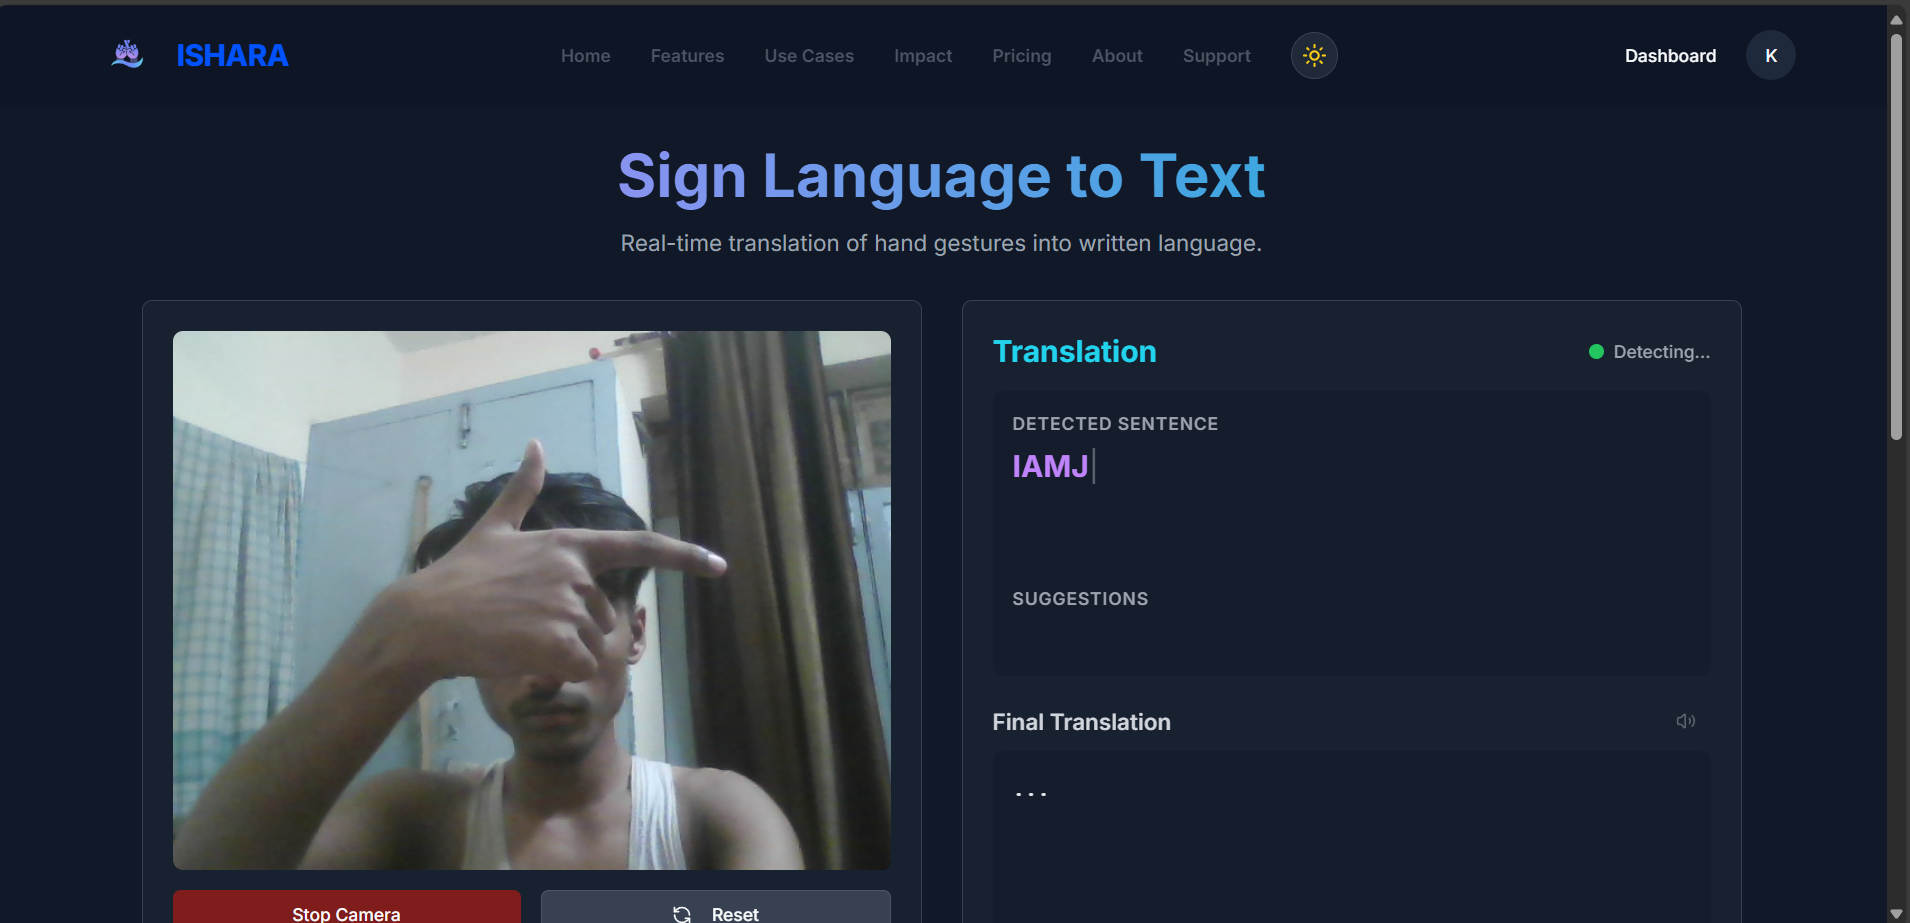 ISHARA
Home Features Use Cases Impact Pricing About Support
Dashboard K
Sign Language to Text
Real-time translation of hand gestures into written language.
Translation
Detecting...
DETECTED SENTENCE
IAMJ
SUGGESTIONS
Final Translation
...
Stop Camera
Reset